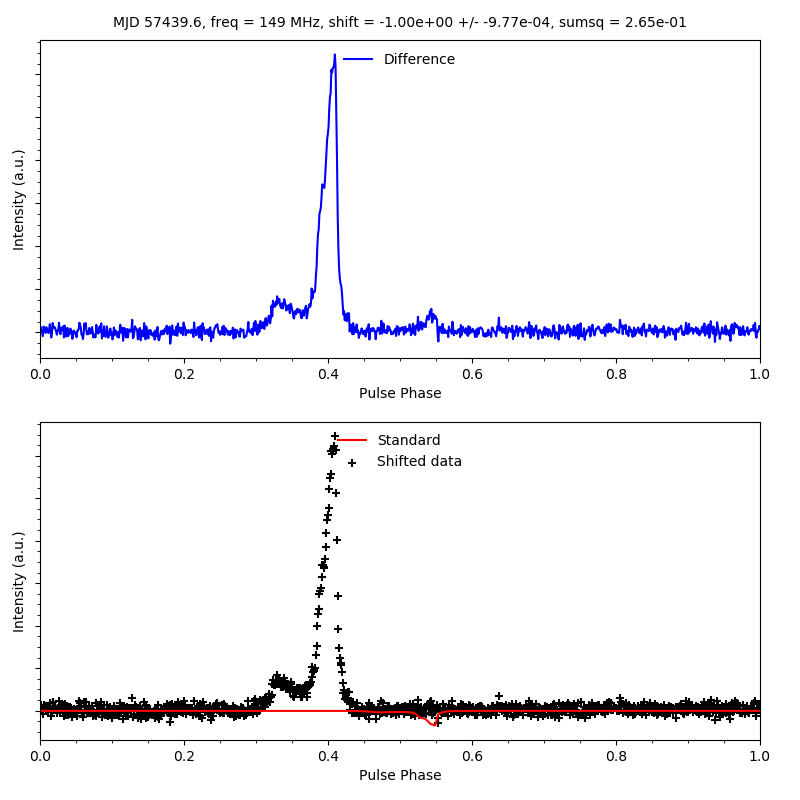 MJD 57439.6, freq = 149 MHz, shift = -1.00e+00 +/- -9.77e-04, sumsq = 2.65e-01
Difference
Intensity (a.u.)
0.0 0.2 0.4 0.6 0.8 1.0
Pulse Phase
Standard
Shifted data
Intensity (a.u.)
0.0 0.2 0.4 0.6 0.8 1.0
Pulse Phase